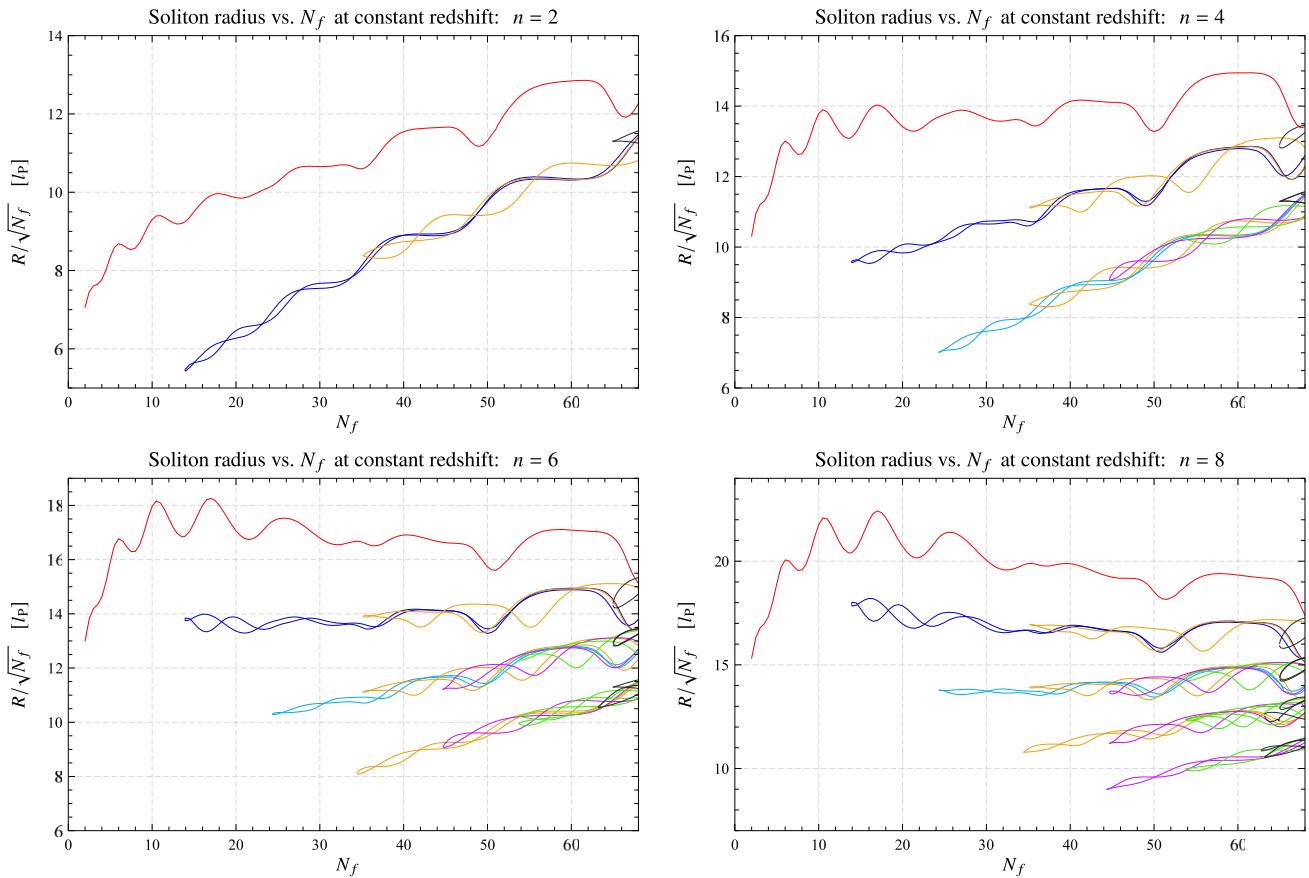 Soliton radius vs. N_f at constant redshift: n = 2
14
12
10
8
6
R/√N_f [l_P]
0 10 20 30 40 50 60
N_f
Soliton radius vs. N_f at constant redshift: n = 4
16
14
12
10
8
6
R/√N_f [l_P]
0 10 20 30 40 50 60
N_f
Soliton radius vs. N_f at constant redshift: n = 6
18
16
14
12
10
8
6
R/√N_f [l_P]
0 10 20 30 40 50 60
N_f
Soliton radius vs. N_f at constant redshift: n = 8
20
15
10
R/√N_f [l_P]
0 10 20 30 40 50 60
N_f